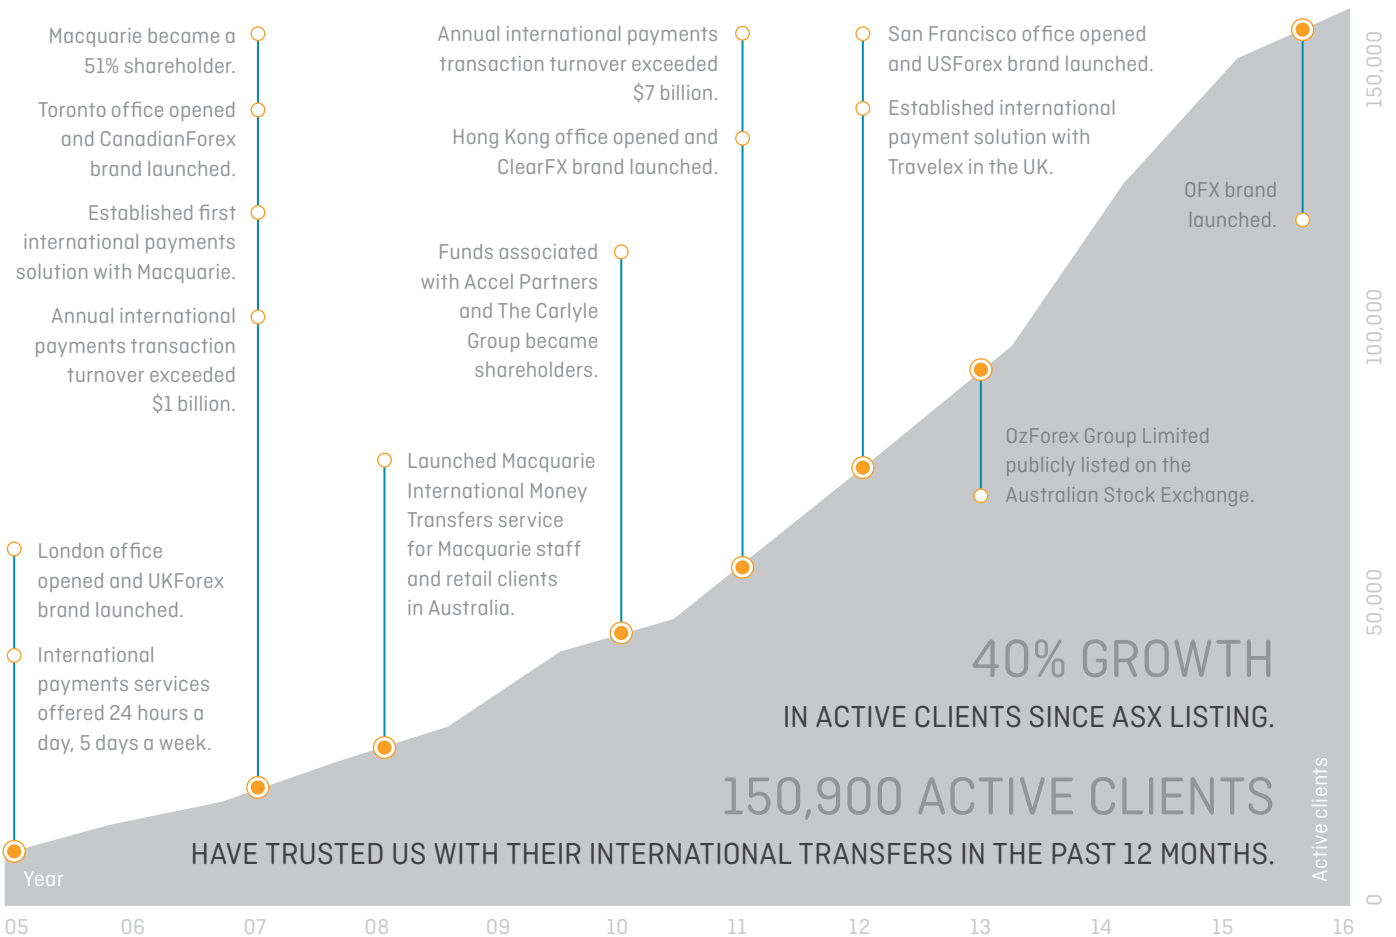 Macquarie became a
51% shareholder.
Toronto office opened
and CanadianForex
brand launched.
Established first
international payments
solution with Macquarie.
Annual international
payments transaction
turnover exceeded
$1 billion.
Annual international payments
transaction turnover exceeded
$7 billion.
Hong Kong office opened and
ClearFX brand launched.
San Francisco office opened
and USForex brand launched.
Established international
payment solution with
Travelex in the UK.
OFX brand
launched.
Funds associated
with Accel Partners
and The Carlyle
Group became
shareholders.
OzForex Group Limited
publicly listed on the
Australian Stock Exchange.
Launched Macquarie
International Money
Transfers service
for Macquarie staff
and retail clients
in Australia.
London office
opened and UKForex
brand launched.
International
payments services
offered 24 hours a
day, 5 days a week.
40% GROWTH
IN ACTIVE CLIENTS SINCE ASX LISTING.
150,900 ACTIVE CLIENTS
HAVE TRUSTED US WITH THEIR INTERNATIONAL TRANSFERS IN THE PAST 12 MONTHS.
Year
Active clients
150,000
100,000
50,000
0
05 06 07 08 09 10 11 12 13 14 15 16